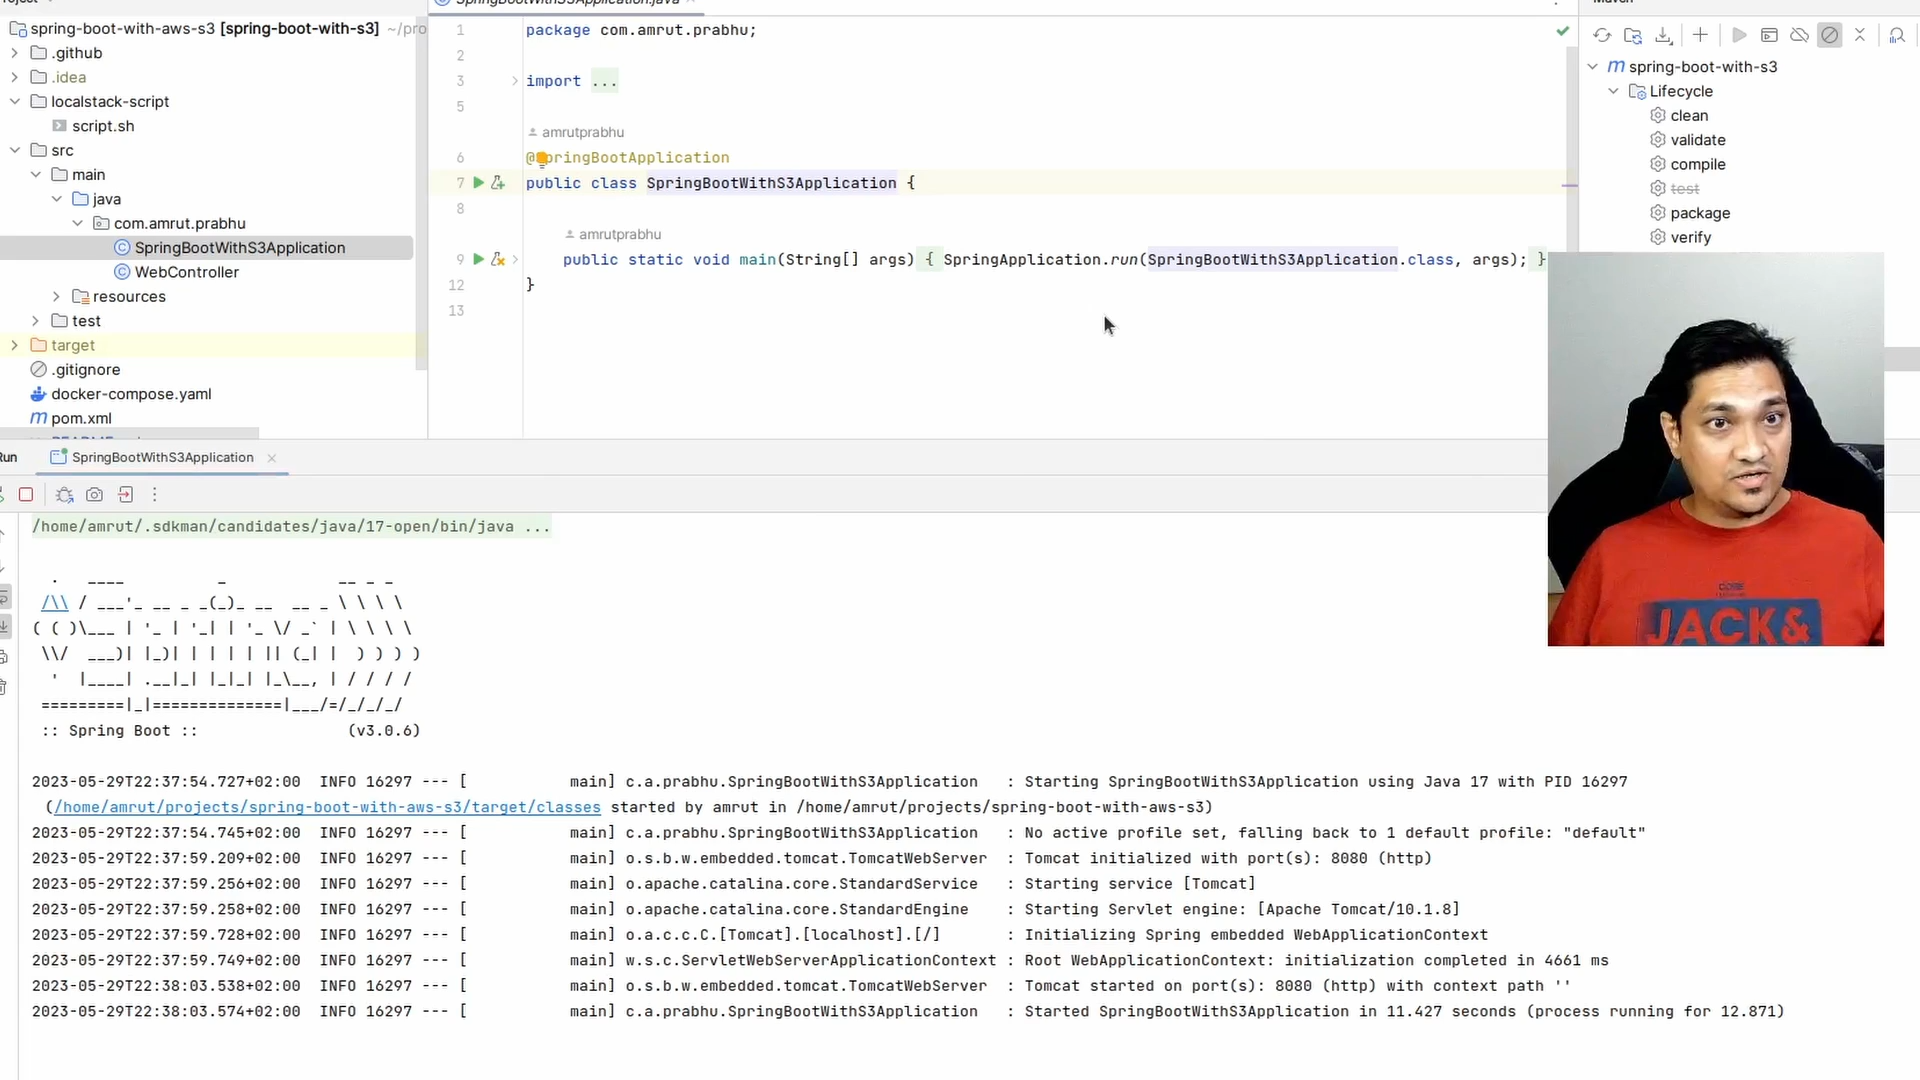 spring-boot-with-aws-s3 [spring-boot-with-s3] ~/pro
.github
.idea
localstack-script
script.sh
src
main
java
com.amrut.prabhu
SpringBootWithS3Application
WebController
resources
test
target
.gitignore
docker-compose.yaml
pom.xml
SpringBootWithS3Application.java
1 package com.amrut.prabhu;
2
3 import ...
5
amrutprabhu
6 @SpringBootApplication
7 public class SpringBootWithS3Application {
8
amrutprabhu
9 public static void main(String[] args) { SpringApplication.run(SpringBootWithS3Application.class, args); }
12 }
13
Maven
spring-boot-with-s3
Lifecycle
clean
validate
compile
test
package
verify
JACK&
Run SpringBootWithS3Application
/home/amrut/.sdkman/candidates/java/17-open/bin/java ...
  .   ____          _            __ _ _
 /\\ / ___'_ __ _ _(_)_ __  __ _ \ \ \ \
( ( )\___ | '_ | '_| | '_ \/ _` | \ \ \ \
 \\/  ___)| |_)| | | | | || (_| |  ) ) ) )
  '  |____| .__|_| |_|_| |_\__, | / / / /
 =========|_|==============|___/=/_/_/_/
 :: Spring Boot ::                (v3.0.6)
2023-05-29T22:37:54.727+02:00  INFO 16297 --- [           main] c.a.prabhu.SpringBootWithS3Application   : Starting SpringBootWithS3Application using Java 17 with PID 16297
(/home/amrut/projects/spring-boot-with-aws-s3/target/classes started by amrut in /home/amrut/projects/spring-boot-with-aws-s3)
2023-05-29T22:37:54.745+02:00  INFO 16297 --- [           main] c.a.prabhu.SpringBootWithS3Application   : No active profile set, falling back to 1 default profile: "default"
2023-05-29T22:37:59.209+02:00  INFO 16297 --- [           main] o.s.b.w.embedded.tomcat.TomcatWebServer  : Tomcat initialized with port(s): 8080 (http)
2023-05-29T22:37:59.256+02:00  INFO 16297 --- [           main] o.apache.catalina.core.StandardService   : Starting service [Tomcat]
2023-05-29T22:37:59.258+02:00  INFO 16297 --- [           main] o.apache.catalina.core.StandardEngine    : Starting Servlet engine: [Apache Tomcat/10.1.8]
2023-05-29T22:37:59.728+02:00  INFO 16297 --- [           main] o.a.c.c.C.[Tomcat].[localhost].[/]       : Initializing Spring embedded WebApplicationContext
2023-05-29T22:37:59.749+02:00  INFO 16297 --- [           main] w.s.c.ServletWebServerApplicationContext : Root WebApplicationContext: initialization completed in 4661 ms
2023-05-29T22:38:03.538+02:00  INFO 16297 --- [           main] o.s.b.w.embedded.tomcat.TomcatWebServer  : Tomcat started on port(s): 8080 (http) with context path ''
2023-05-29T22:38:03.574+02:00  INFO 16297 --- [           main] c.a.prabhu.SpringBootWithS3Application   : Started SpringBootWithS3Application in 11.427 seconds (process running for 12.871)